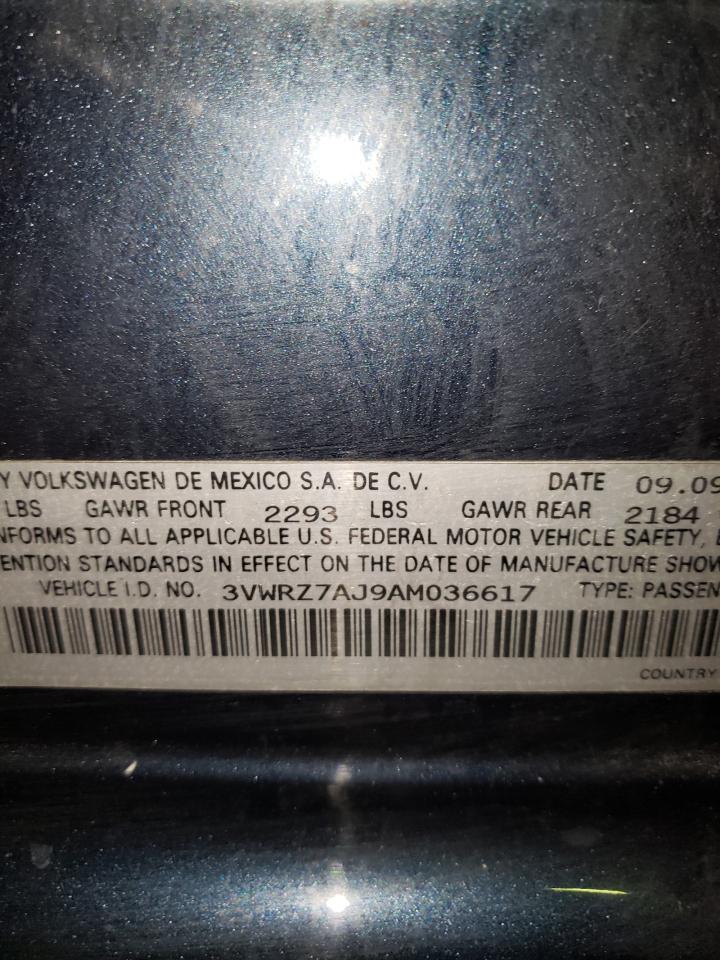 Y VOLKSWAGEN DE MEXICO S.A. DE C.V. DATE 09.09
LBS GAWR FRONT 2293 LBS GAWR REAR 2184
NFORMS TO ALL APPLICABLE U.S. FEDERAL MOTOR VEHICLE SAFETY,
ENTION STANDARDS IN EFFECT ON THE DATE OF MANUFACTURE SHOW
VEHICLE I.D. NO. 3VWRZ7AJ9AM036617 TYPE: PASSEN
COUNTRY